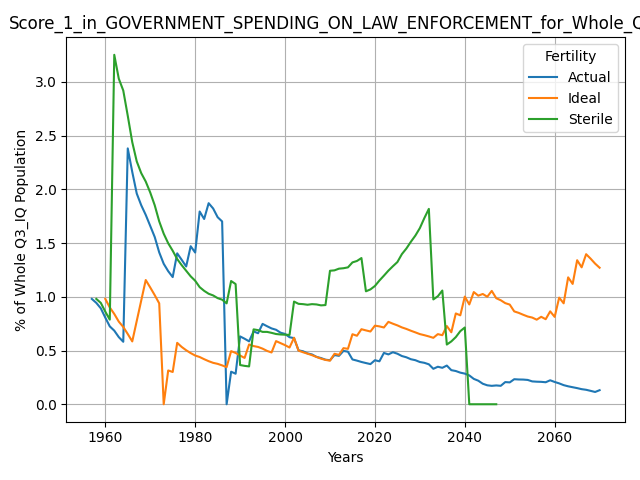 Score_1_in_GOVERNMENT_SPENDING_ON_LAW_ENFORCEMENT_for_Whole_Q
Fertility
Actual
Ideal
Sterile
% of Whole Q3_IQ Population
3.0
2.5
2.0
1.5
1.0
0.5
0.0
1960 1980 2000 2020 2040 2060
Years